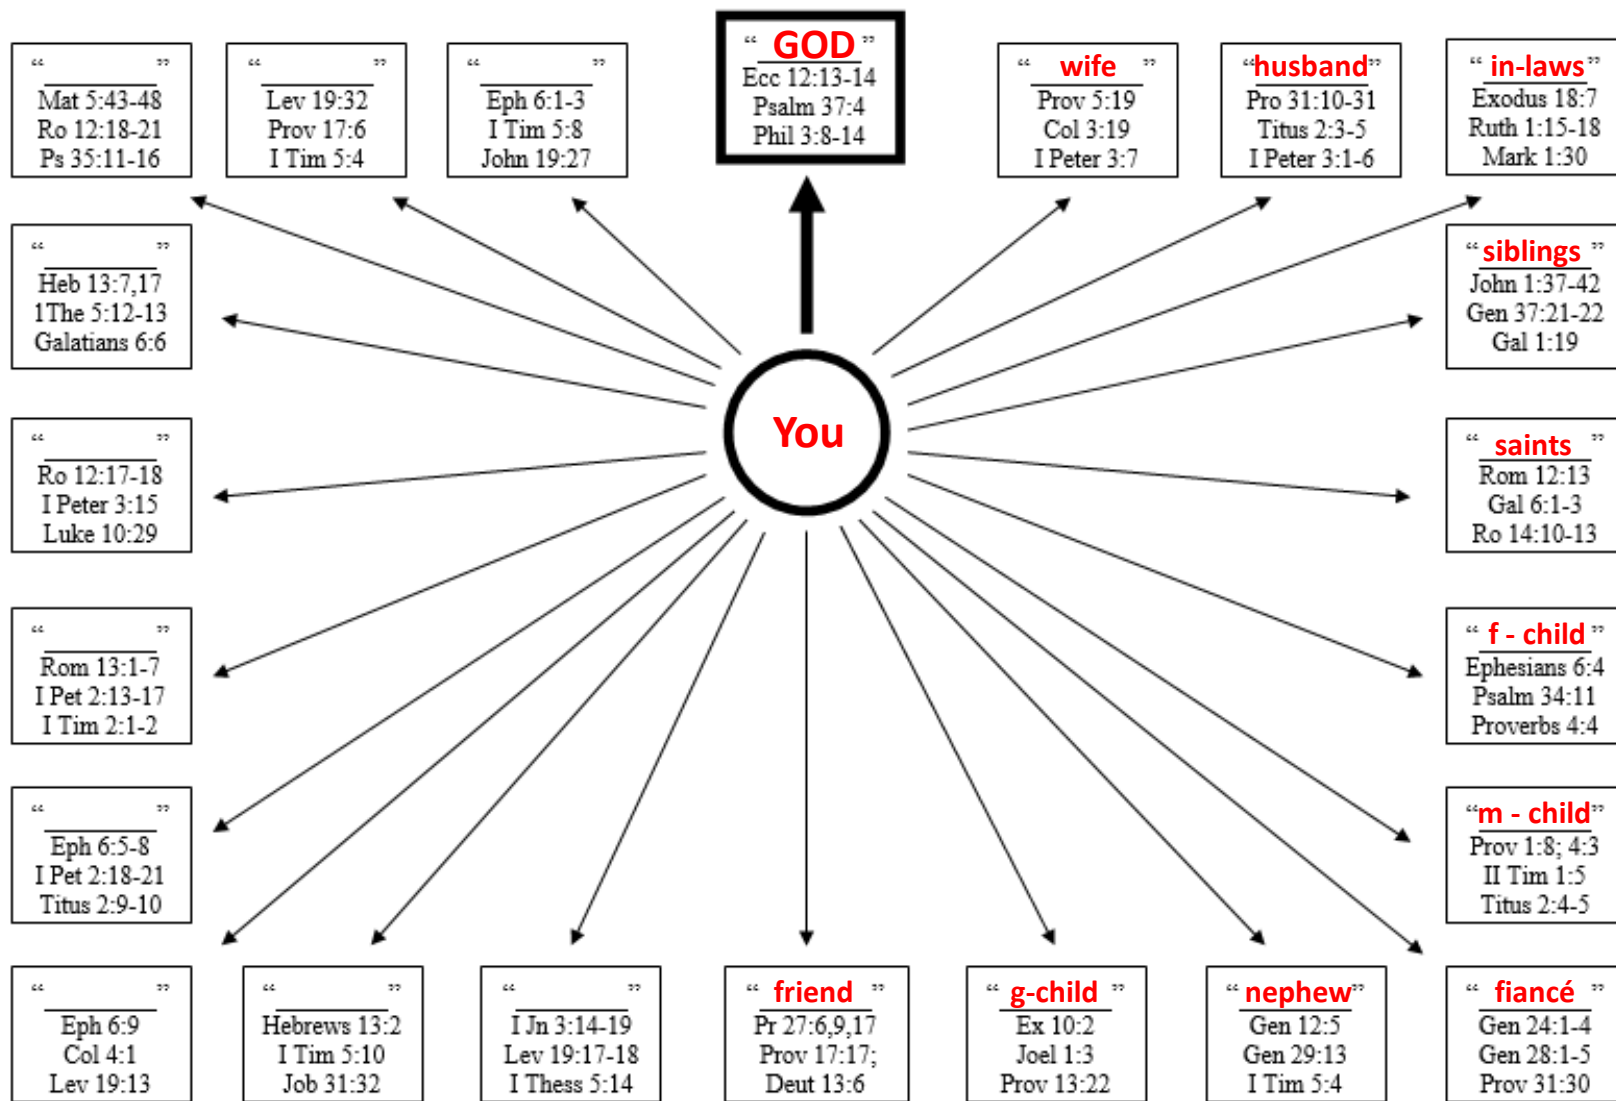 “ GOD ”
Ecc 12:13-14
Psalm 37:4
Phil 3:8-14
“ wife ”
Prov 5:19
Col 3:19
I Peter 3:7
“husband”
Pro 31:10-31
Titus 2:3-5
I Peter 3:1-6
“ in-laws ”
Exodus 18:7
Ruth 1:15-18
Mark 1:30
“siblings ”
John 1:37-42
Gen 37:21-22
Gal 1:19
“ saints ”
Rom 12:13
Gal 6:1-3
Ro 14:10-13
“ f - child ”
Ephesians 6:4
Psalm 34:11
Proverbs 4:4
“m - child”
Prov 1:8; 4:3
II Tim 1:5
Titus 2:4-5
“ fiancé ”
Gen 24:1-4
Gen 28:1-5
Prov 31:30
“ nephew”
Gen 12:5
Gen 29:13
I Tim 5:4
“ g-child ”
Ex 10:2
Joel 1:3
Prov 13:22
“ friend ”
Pr 27:6,9,17
Prov 17:17;
Deut 13:6
“ ”
I Jn 3:14-19
Lev 19:17-18
I Thess 5:14
“ ”
Hebrews 13:2
I Tim 5:10
Job 31:32
“ ”
Eph 6:9
Col 4:1
Lev 19:13
“ ”
Eph 6:5-8
I Pet 2:18-21
Titus 2:9-10
“ ”
Rom 13:1-7
I Pet 2:13-17
I Tim 2:1-2
“ ”
Ro 12:17-18
I Peter 3:15
Luke 10:29
“ ”
Heb 13:7,17
1The 5:12-13
Galatians 6:6
“ ”
Mat 5:43-48
Ro 12:18-21
Ps 35:11-16
“ ”
Lev 19:32
Prov 17:6
I Tim 5:4
“ ”
Eph 6:1-3
I Tim 5:8
John 19:27
You